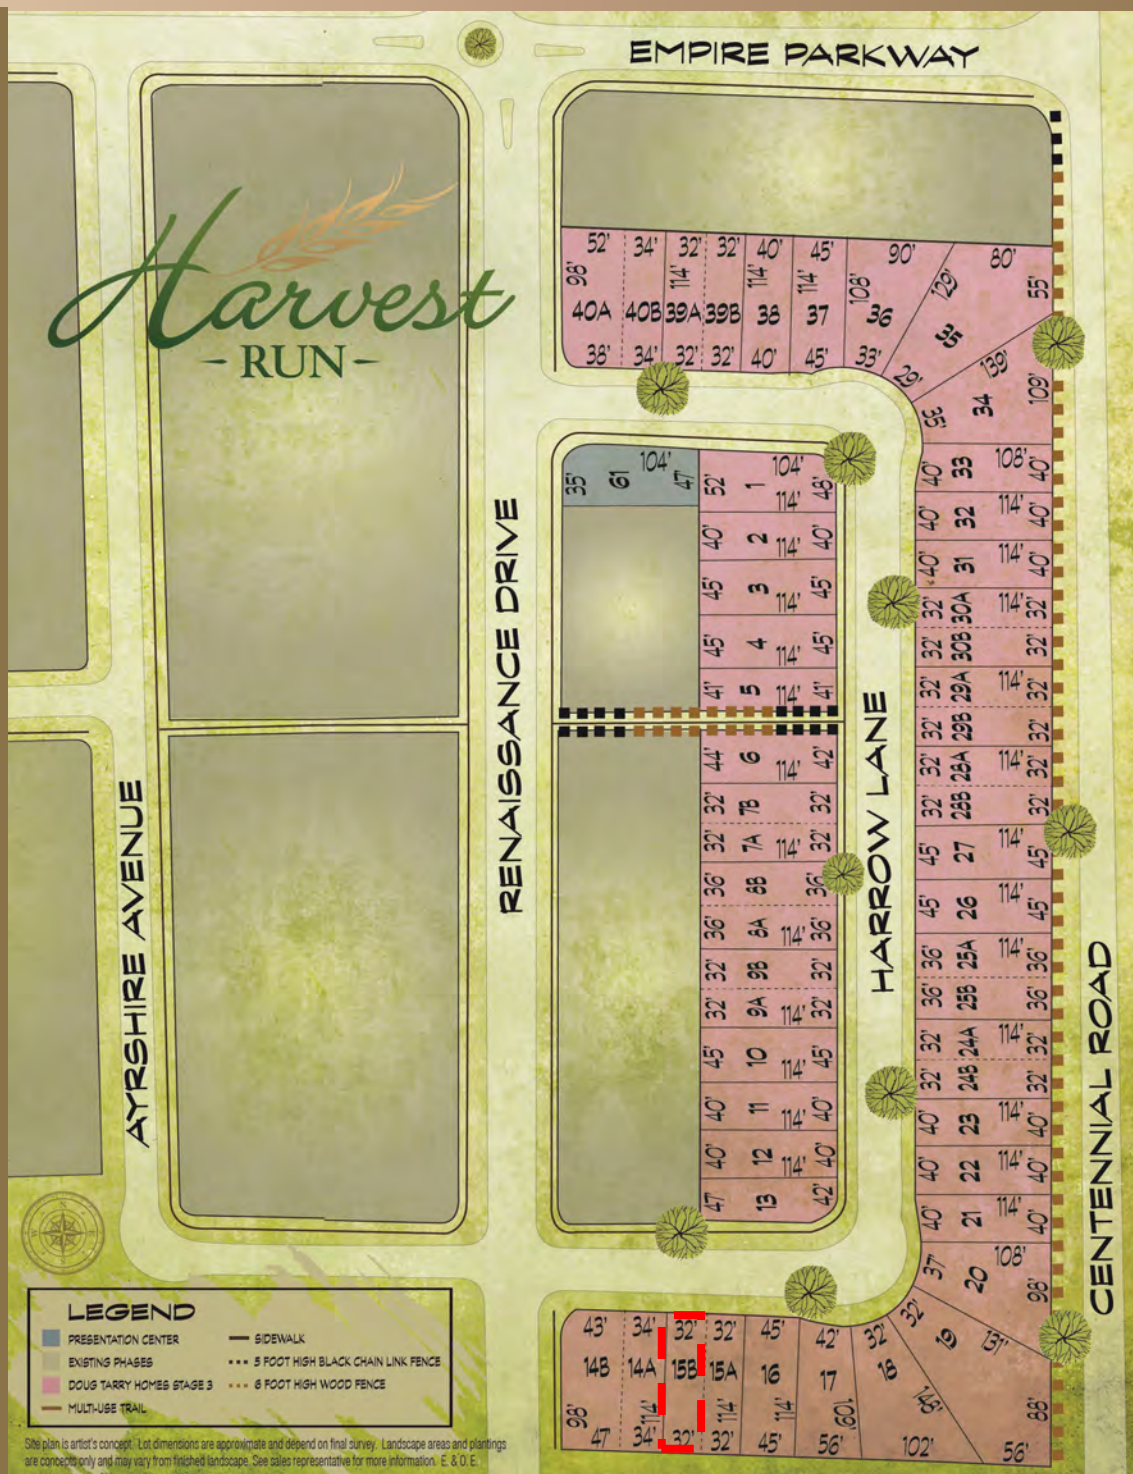 EMPIRE PARKWAY
Harvest
- RUN -
52' 34' 32' 32' 40' 45' 90' 80'
98' 114' 114' 114' 108' 129' 55'
40A 40B 39A 39B 38 37 36 35
38' 34' 32' 32' 40' 45' 33' 29' 139'
35' 34 109'
35' 61 104' 47'
52' 1 104' 114' 48'
40' 2 114' 40'
45' 3 114' 45'
45' 4 114' 45'
41' 5 114' 41'
44' 6 114' 42'
32' 7B 32'
32' 7A 114' 32'
36' 8B 36'
36' 8A 114' 36'
32' 9B 32'
32' 9A 114' 32'
45' 10 114' 45'
40' 11 114' 40'
40' 12 114' 40'
47' 13 42'
40' 33 108' 40'
40' 32 114' 40'
40' 31 114' 40'
32' 30A 114' 32'
32' 30B 32'
32' 29A 114' 32'
32' 29B 32'
32' 28A 114' 32'
32' 28B 32'
45' 27 114' 45'
45' 26 114' 45'
36' 25A 114' 36'
36' 25B 36'
32' 24A 114' 32'
32' 24B 32'
40' 23 114' 40'
40' 22 114' 40'
40' 21 114' 40'
37' 20 108' 98'
32' 19 131' 88'
AYRSHIRE AVENUE
RENAISSANCE DRIVE
HARROW LANE
CENTENNIAL ROAD
43' 34' 32' 32' 45' 42' 32'
14B 14A 15B 15A 16 17 18
98' 114' 114' 114' 109' 146'
47' 34' 32' 32' 45' 56' 102' 56'
LEGEND
PRESENTATION CENTER
EXISTING PHASES
DOUG TARRY HOMES STAGE 3
MULTI-USE TRAIL
SIDEWALK
5 FOOT HIGH BLACK CHAIN LINK FENCE
6 FOOT HIGH WOOD FENCE
Site plan is artist's concept. Lot dimensions are approximate and depend on final survey. Landscape areas and plantings
are concepts only and may vary from finished landscape. See sales representative for more information. E. & O. E.